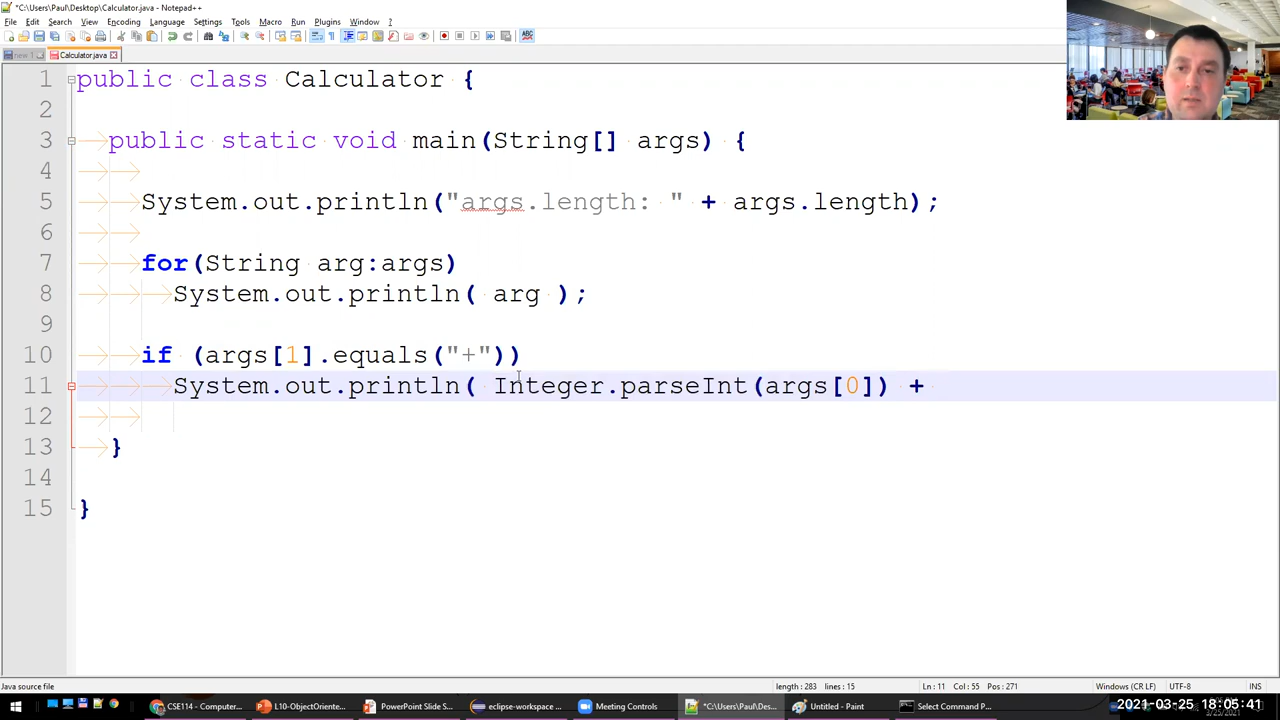 *C:\Users\Paul\Desktop\Calculator.java - Notepad++
File Edit Search View Encoding Language Settings Tools Macro Run Plugins Window ?
new 1 Calculator.java
1 public class Calculator {
2
3 public static void main(String[] args) {
4
5 System.out.println("args.length: " + args.length);
6
7 for(String arg:args)
8 System.out.println( arg );
9
10 if (args[1].equals("+"))
11 System.out.println( Integer.parseInt(args[0]) +
12
13 }
14
15 }
Java source file length : 283 lines : 15 Ln : 11 Col : 55 Pos : 271 Windows (CR LF) UTF-8 INS
CSE114 - Computer... L10-ObjectOriente... PowerPoint Slide S... eclipse-workspace ... Meeting Controls *C:\Users\Paul\Des... Untitled - Paint Select Command P... 2021-03-25 18:05:41